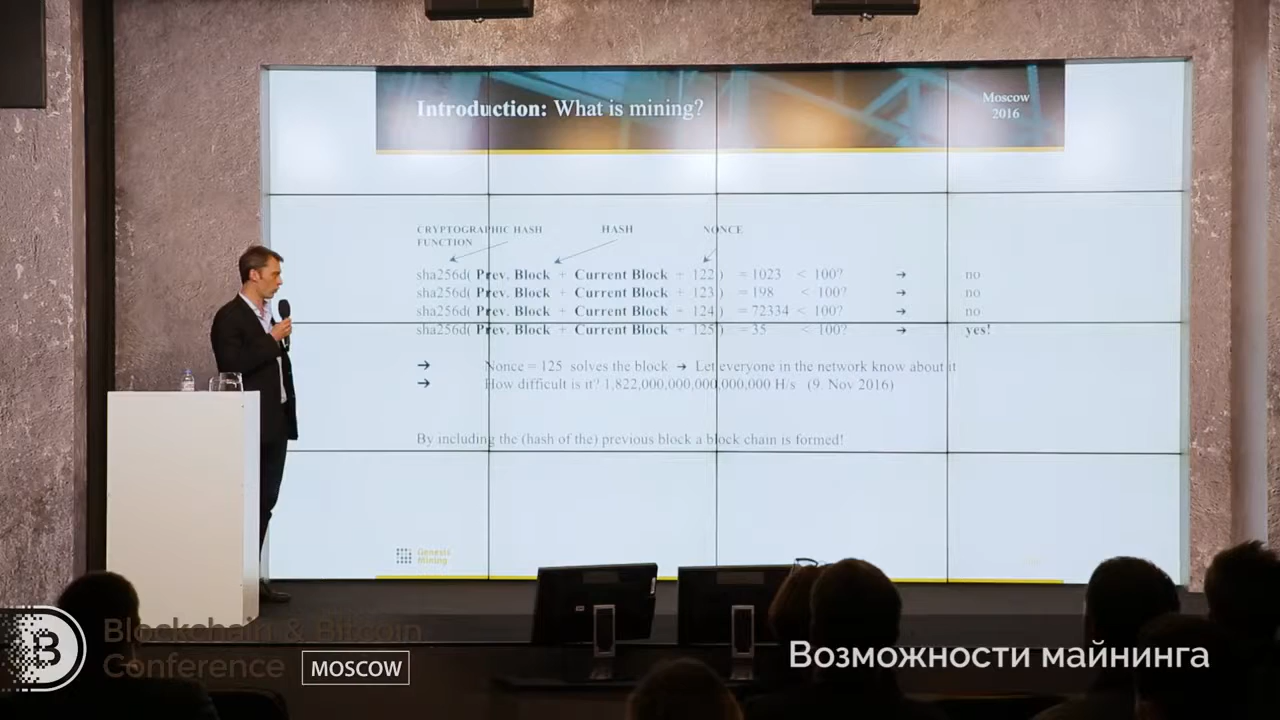 Introduction: What is mining?
Moscow
2016
CRYPTOGRAPHIC HASH
FUNCTION
HASH
NONCE
sha256d( Prev. Block + Current Block + 122 ) = 1023 < 100? ➔ no
sha256d( Prev. Block + Current Block + 123 ) = 198 < 100? ➔ no
sha256d( Prev. Block + Current Block + 124 ) = 72334 < 100? ➔ no
sha256d( Prev. Block + Current Block + 125 ) = 35 < 100? ➔ yes!
➔ Nonce = 125 solves the block ➔ Let everyone in the network know about it
➔ How difficult is it? 1,822,000,000,000,000,000 H/s (9. Nov 2016)
By including the (hash of the) previous block a block chain is formed!
Genesis
Mining
Blockchain & Bitcoin
Conference MOSCOW
Возможности майнинга